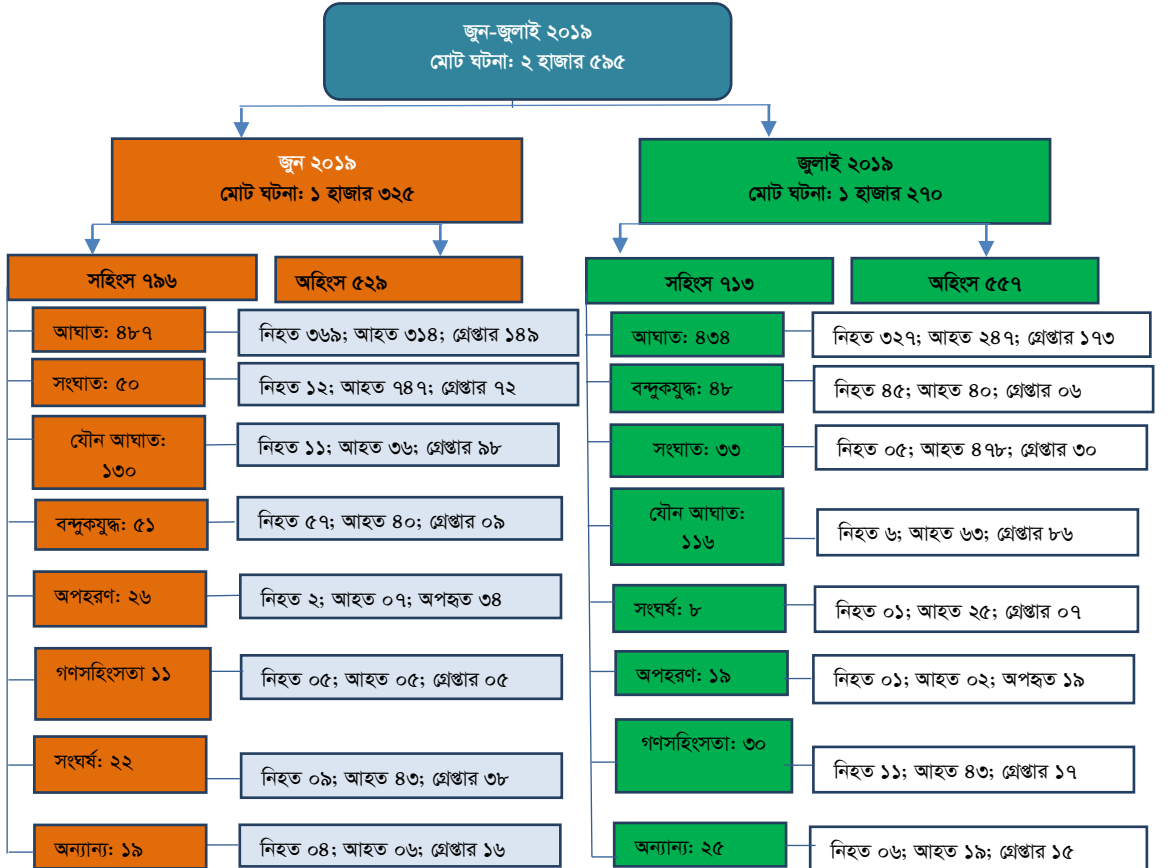 জুন-জুলাই ২০১৯
মোট ঘটনা: ২ হাজার ৫৯৫
জুন ২০১৯
মোট ঘটনা: ১ হাজার ৩২৫
সহিংস ৭৯৬
অহিংস ৫২৯
আঘাত: ৪৮৭
নিহত ৩৬৯; আহত ৩১৪; গ্রেপ্তার ১৪৯
সংঘাত: ৫০
নিহত ১২; আহত ৭৪৭; গ্রেপ্তার ৭২
যৌন আঘাত:
১৩০
নিহত ১১; আহত ৩৬; গ্রেপ্তার ৯৮
বন্দুকযুদ্ধ: ৫১
নিহত ৫৭; আহত ৪০; গ্রেপ্তার ০৯
অপহরণ: ২৬
নিহত ২; আহত ০৭; অপহৃত ৩৪
গণসহিংসতা ১১
নিহত ০৫; আহত ০৫; গ্রেপ্তার ০৫
সংঘর্ষ: ২২
নিহত ০৯; আহত ৪৩; গ্রেপ্তার ৩৮
অন্যান্য: ১৯
নিহত ০৪; আহত ০৬; গ্রেপ্তার ১৬
জুলাই ২০১৯
মোট ঘটনা: ১ হাজার ২৭০
সহিংস ৭১৩
অহিংস ৫৫৭
আঘাত: ৪৩৪
নিহত ৩২৭; আহত ২৪৭; গ্রেপ্তার ১৭৩
বন্দুকযুদ্ধ: ৪৮
নিহত ৪৫; আহত ৪০; গ্রেপ্তার ০৬
সংঘাত: ৩৩
নিহত ০৫; আহত ৪৭৮; গ্রেপ্তার ৩০
যৌন আঘাত:
১১৬
নিহত ৬; আহত ৬৩; গ্রেপ্তার ৮৬
সংঘর্ষ: ৮
নিহত ০১; আহত ২৫; গ্রেপ্তার ০৭
অপহরণ: ১৯
নিহত ০১; আহত ০২; অপহৃত ১৯
গণসহিংসতা: ৩০
নিহত ১১; আহত ৪৩; গ্রেপ্তার ১৭
অন্যান্য: ২৫
নিহত ০৬; আহত ১৯; গ্রেপ্তার ১৫